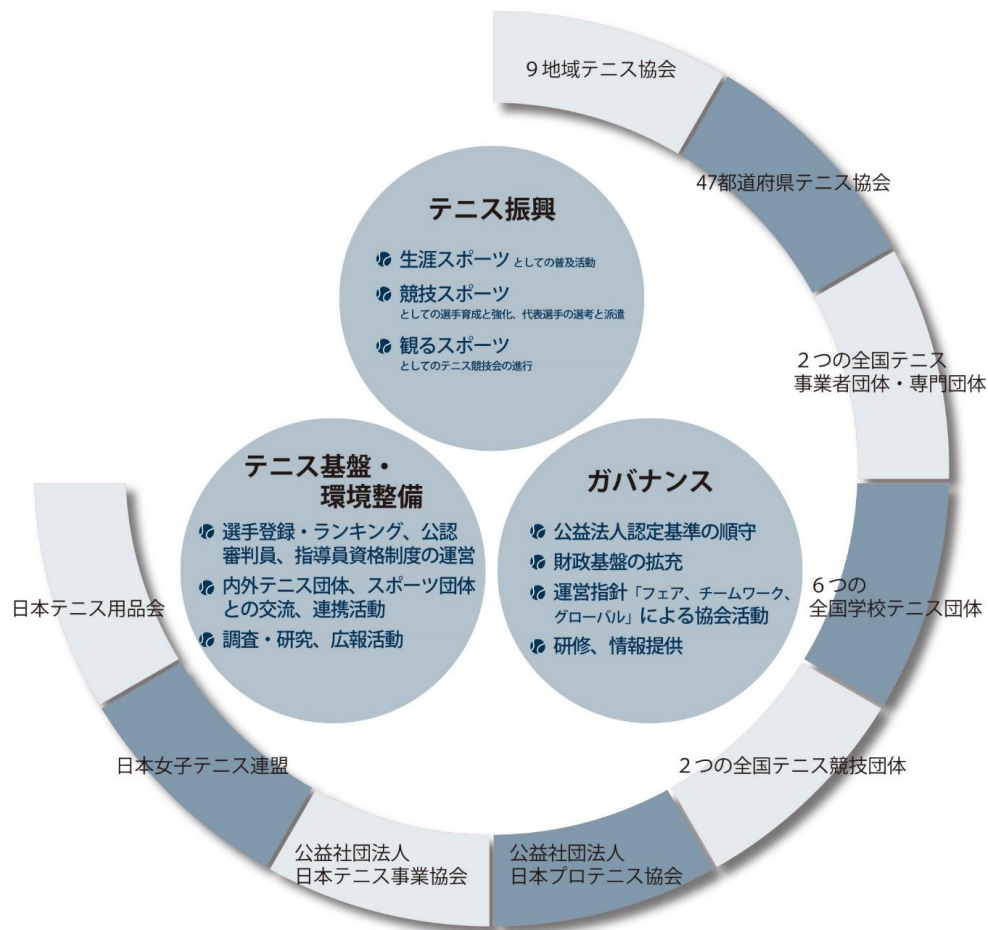 9地域テニス協会
47都道府県テニス協会
2つの全国テニス
事業者団体・専門団体
6つの
全国学校テニス団体
2つの全国テニス競技団体
公益社団法人
日本プロテニス協会
公益社団法人
日本テニス事業協会
日本女子テニス連盟
日本テニス用品会
テニス振興
生涯スポーツ としての普及活動
競技スポーツ
としての選手育成と強化、代表選手の選考と派遣
観るスポーツ
としてのテニス競技会の進行
テニス基盤・
環境整備
選手登録・ランキング、公認
審判員、指導員資格制度の運営
内外テニス団体、スポーツ団体
との交流、連携活動
調査・研究、広報活動
ガバナンス
公益法人認定基準の順守
財政基盤の拡充
運営指針「フェア、チームワーク、
グローバル」による協会活動
研修、情報提供